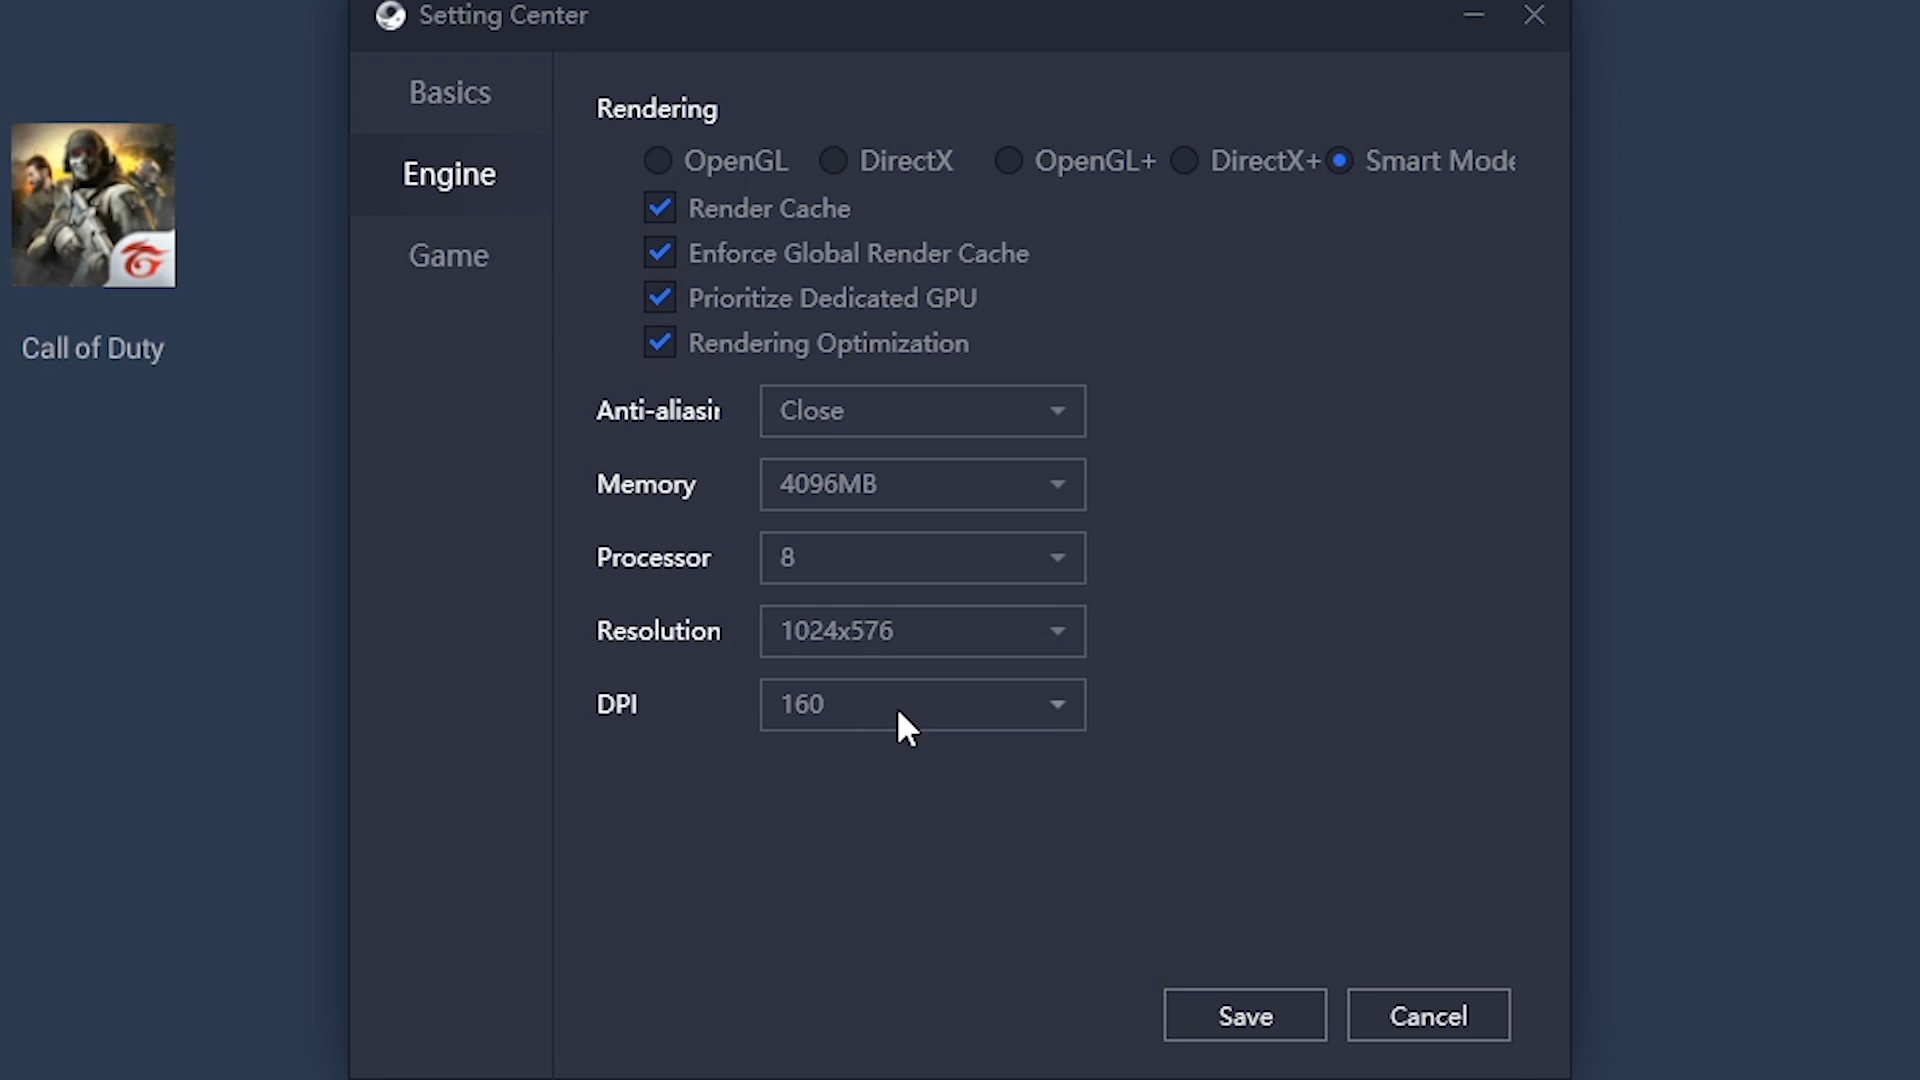 Setting Center
Basics
Engine
Game
Call of Duty
Rendering
OpenGL DirectX OpenGL+ DirectX+ Smart Mode
Render Cache
Enforce Global Render Cache
Prioritize Dedicated GPU
Rendering Optimization
Anti-aliasin Close
Memory 4096MB
Processor 8
Resolution 1024x576
DPI 160
Save Cancel